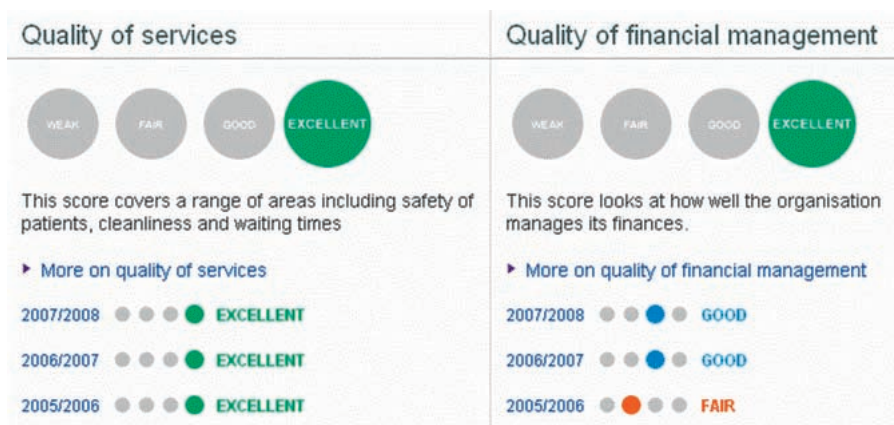 Quality of services
WEAK FAIR GOOD EXCELLENT
This score covers a range of areas including safety of
patients, cleanliness and waiting times
More on quality of services
2007/2008 EXCELLENT
2006/2007 EXCELLENT
2005/2006 EXCELLENT
Quality of financial management
WEAK FAIR GOOD EXCELLENT
This score looks at how well the organisation
manages its finances.
More on quality of financial management
2007/2008 GOOD
2006/2007 GOOD
2005/2006 FAIR